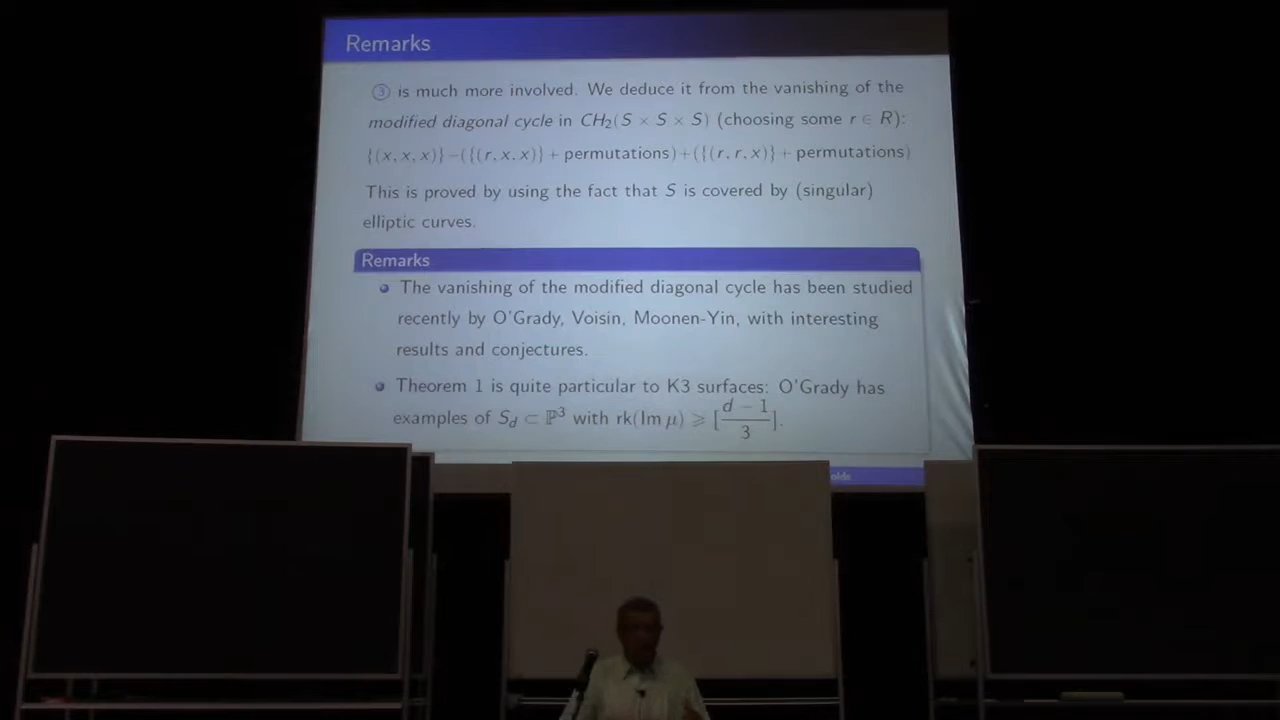 Remarks
③ is much more involved. We deduce it from the vanishing of the
modified diagonal cycle in CH₂(S × S × S) (choosing some r ∈ R):
{(x, x, x)} − ({(r, x, x)} + permutations) + ({(r, r, x)} + permutations)
This is proved by using the fact that S is covered by (singular)
elliptic curves.
Remarks
The vanishing of the modified diagonal cycle has been studied
recently by O'Grady, Voisin, Moonen-Yin, with interesting
results and conjectures.
Theorem 1 is quite particular to K3 surfaces: O'Grady has
examples of S_d ⊂ ℙ³ with rk(Im μ) ⩾ [(d − 1)/3].